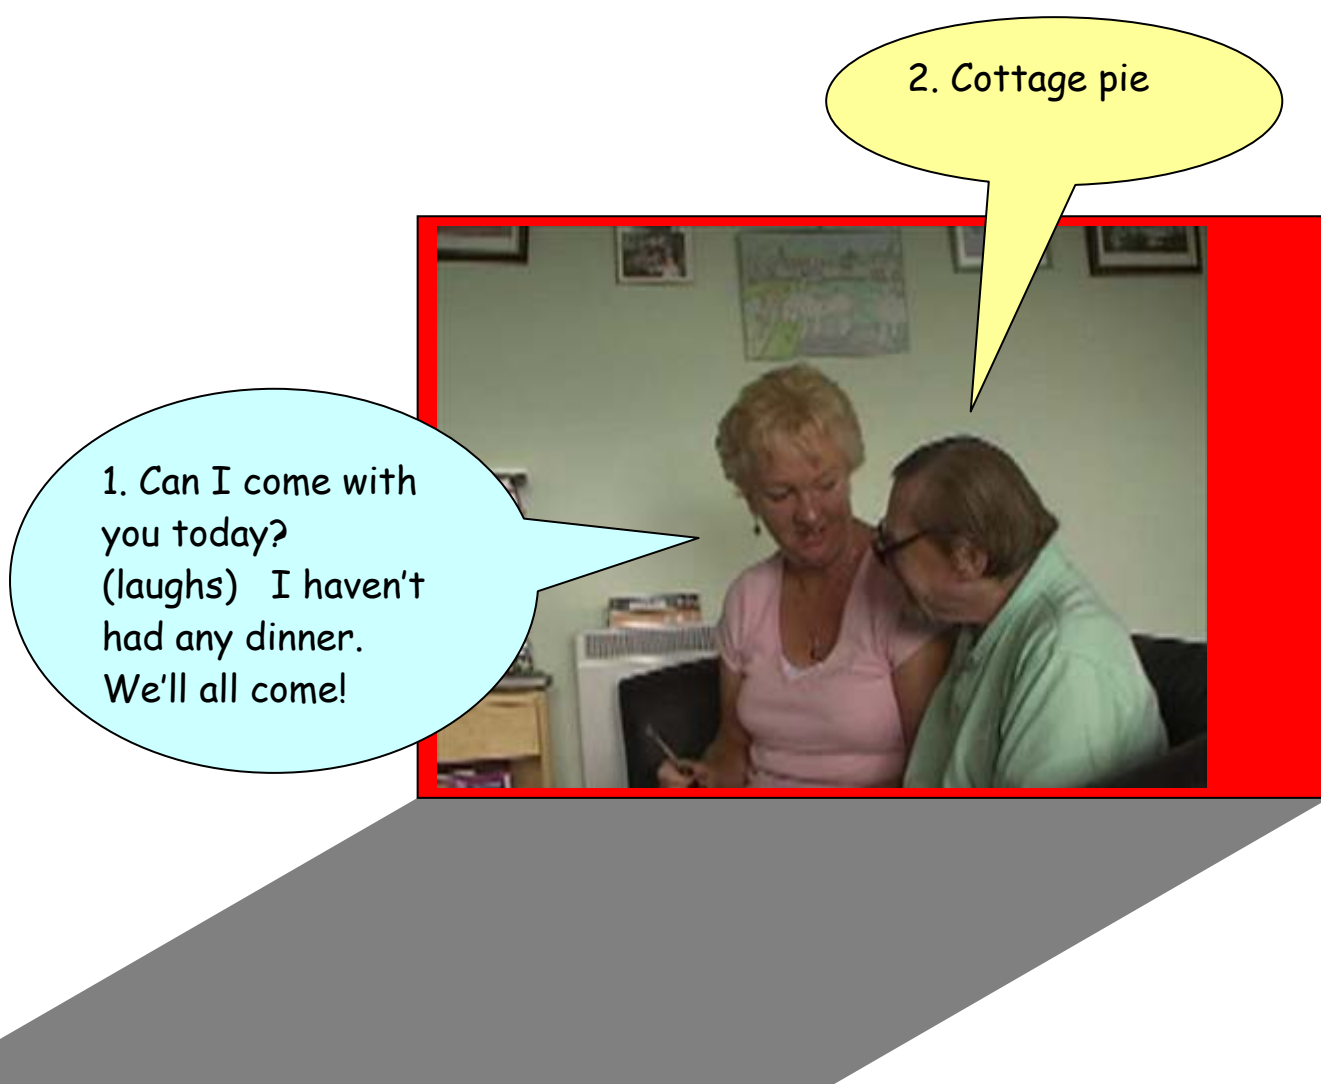 1. Can I come with
you today?
(laughs)   I haven't
had any dinner.
We'll all come!
2. Cottage pie